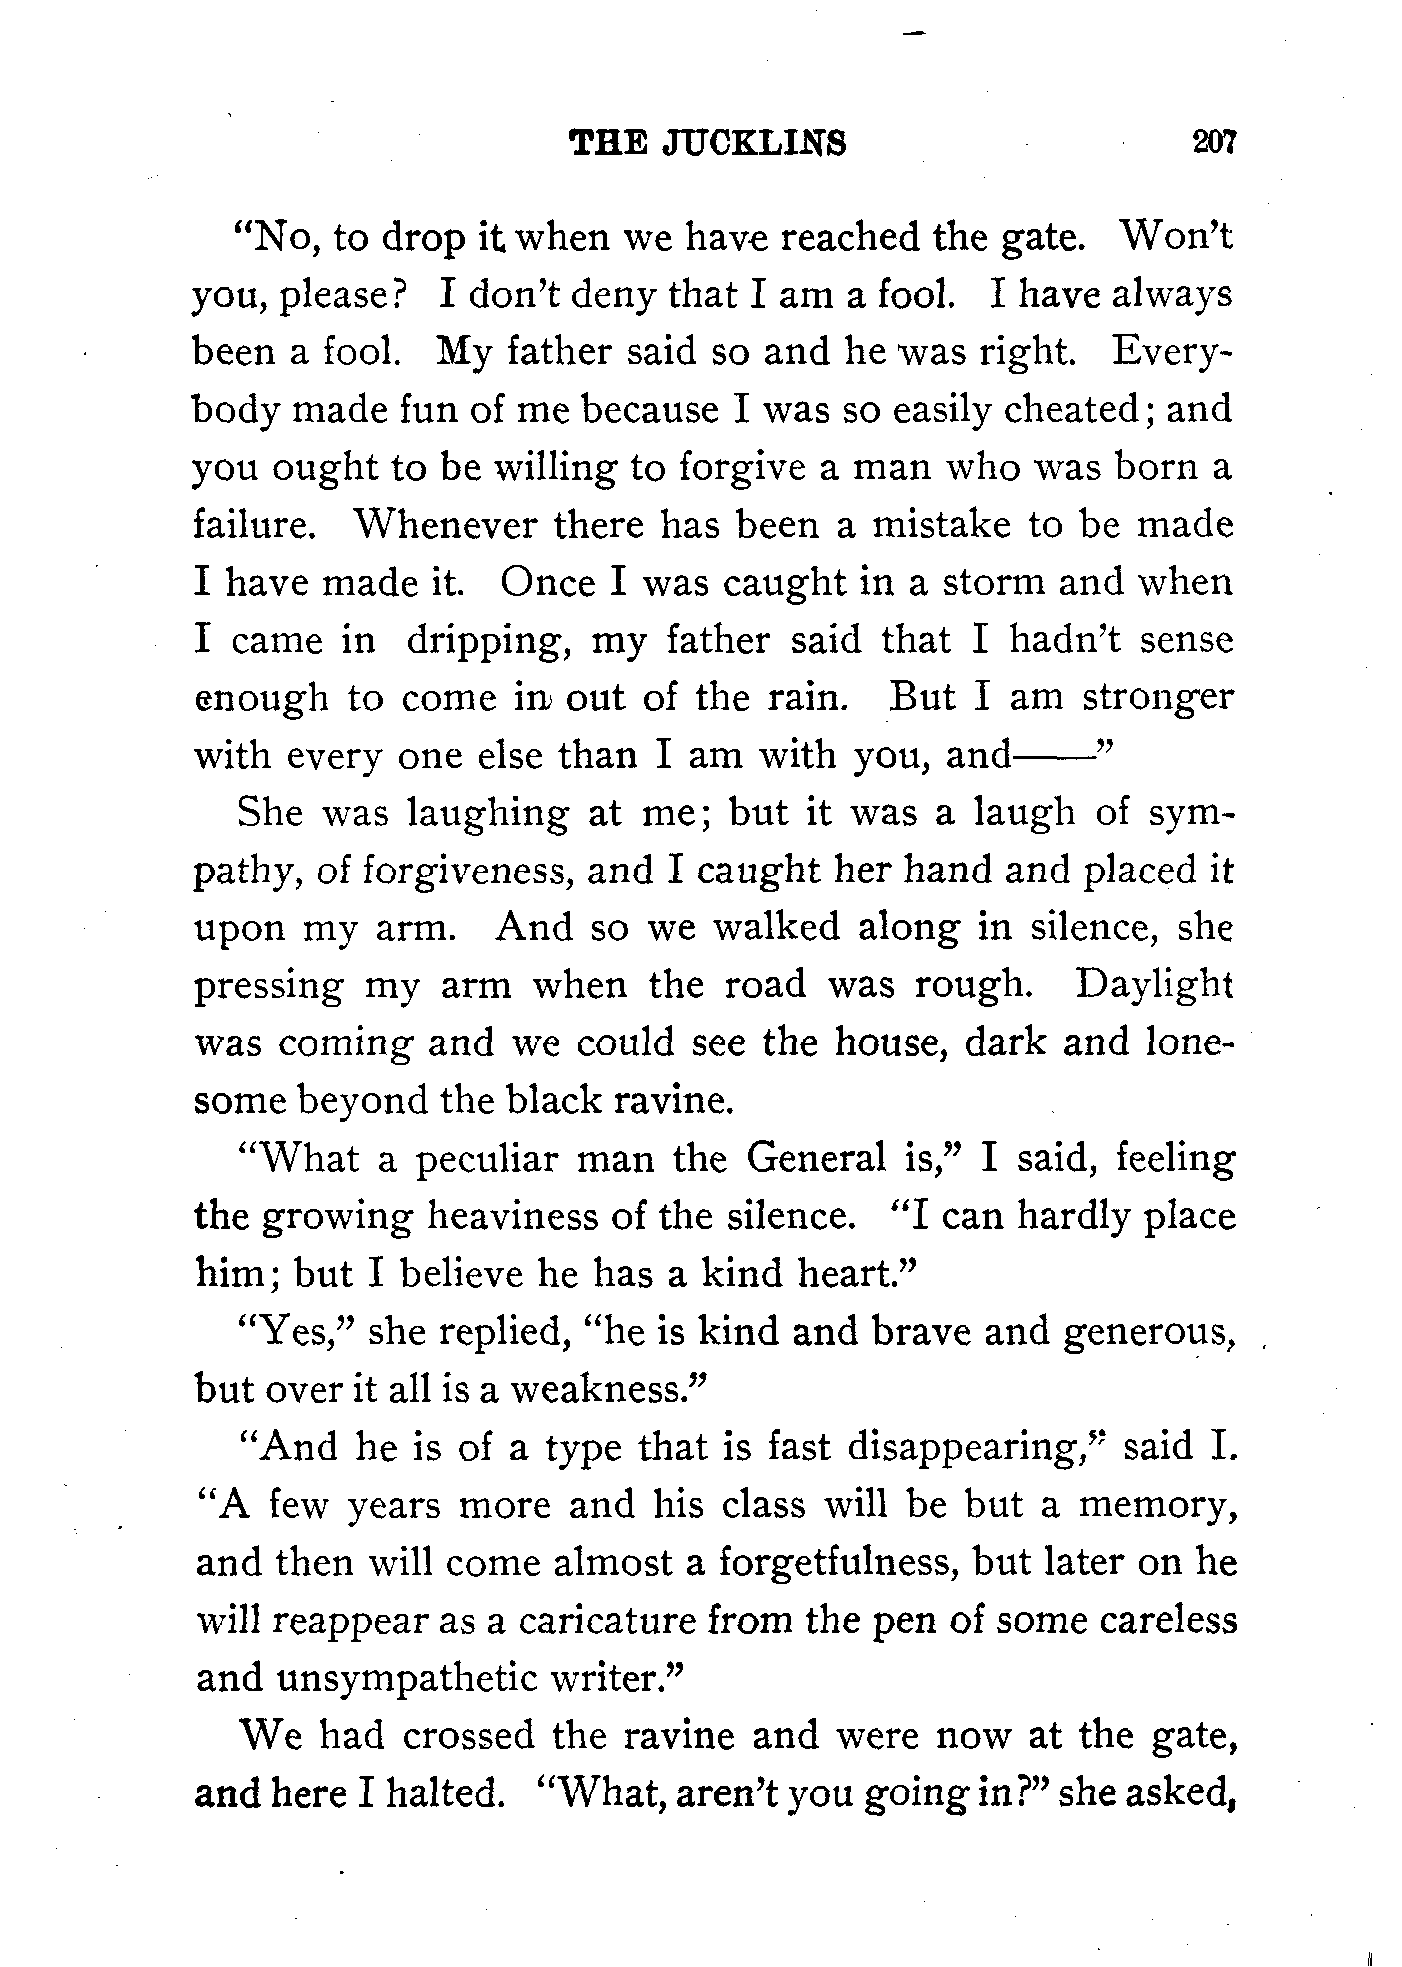 THE JUCKLINS 207
“No, to drop it when we have reached the gate. Won’t
you, please? I don’t deny that I am a fool. I have always
been a fool. My father said so and he was right. Every-
body made fun of me because I was so easily cheated; and
you ought to be willing to forgive a man who was born a
failure. Whenever there has been a mistake to be made
I have made it. Once I was caught in a storm and when
I came in dripping, my father said that I hadn’t sense
enough to come in out of the rain. But I am stronger
with every one else than I am with you, and——”
She was laughing at me; but it was a laugh of sym-
pathy, of forgiveness, and I caught her hand and placed it
upon my arm. And so we walked along in silence, she
pressing my arm when the road was rough. Daylight
was coming and we could see the house, dark and lone-
some beyond the black ravine.
“What a peculiar man the General is,” I said, feeling
the growing heaviness of the silence. “I can hardly place
him; but I believe he has a kind heart.”
“Yes,” she replied, “he is kind and brave and generous,
but over it all is a weakness.”
“And he is of a type that is fast disappearing,” said I.
“A few years more and his class will be but a memory,
and then will come almost a forgetfulness, but later on he
will reappear as a caricature from the pen of some careless
and unsympathetic writer.”
We had crossed the ravine and were now at the gate,
and here I halted. “What, aren’t you going in?” she asked,